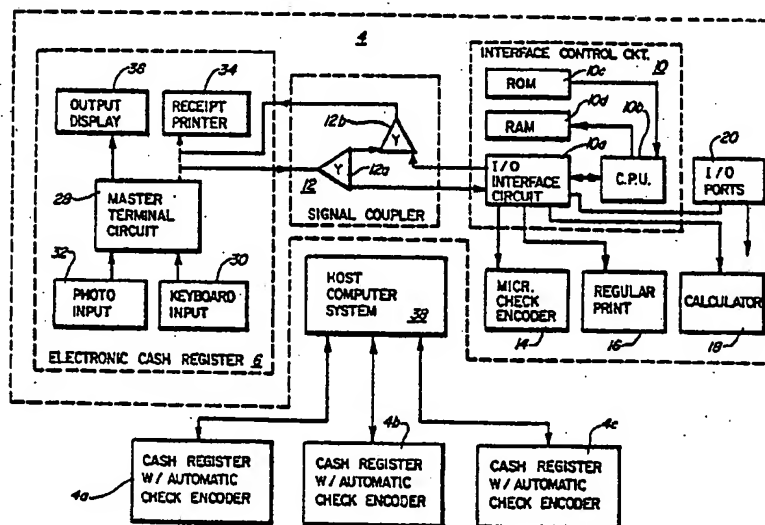 4
36
34
OUTPUT
DISPLAY
RECEIPT
PRINTER
28
MASTER
TERMINAL
CIRCUIT
32
PHOTO
INPUT
30
KEYBOARD
INPUT
ELECTRONIC CASH REGISTER 6
12b
Y
Y
12a
12
SIGNAL COUPLER
INTERFACE CONTROL CKT.
10
ROM
10c
RAM
10d
10b
10a
I/O
INTERFACE
CIRCUIT
C.P.U.
20
I/O
PORTS
MICR.
CHECK
ENCODER
14
REGULAR
PRINT
16
CALCULATOR
18
HOST
COMPUTER
SYSTEM
38
4a
CASH REGISTER
W/ AUTOMATIC
CHECK ENCODER
4b
CASH REGISTER
W/ AUTOMATIC
CHECK ENCODER
4c
CASH REGISTER
W/ AUTOMATIC
CHECK ENCODER